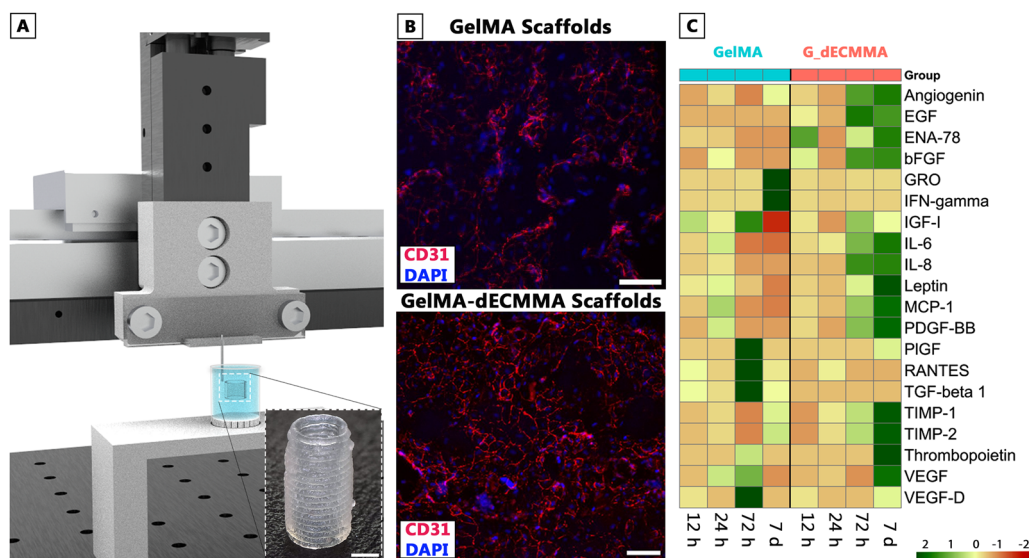 A
B
GelMA Scaffolds
CD31
DAPI
GelMA-dECMMA Scaffolds
CD31
DAPI
C
GelMA
G_dECMMA
Group
Angiogenin
EGF
ENA-78
bFGF
GRO
IFN-gamma
IGF-I
IL-6
IL-8
Leptin
MCP-1
PDGF-BB
PIGF
RANTES
TGF-beta 1
TIMP-1
TIMP-2
Thrombopoietin
VEGF
VEGF-D
12 h
24 h
72 h
7 d
12 h
24 h
72 h
7 d
2 1 0 -1 -2